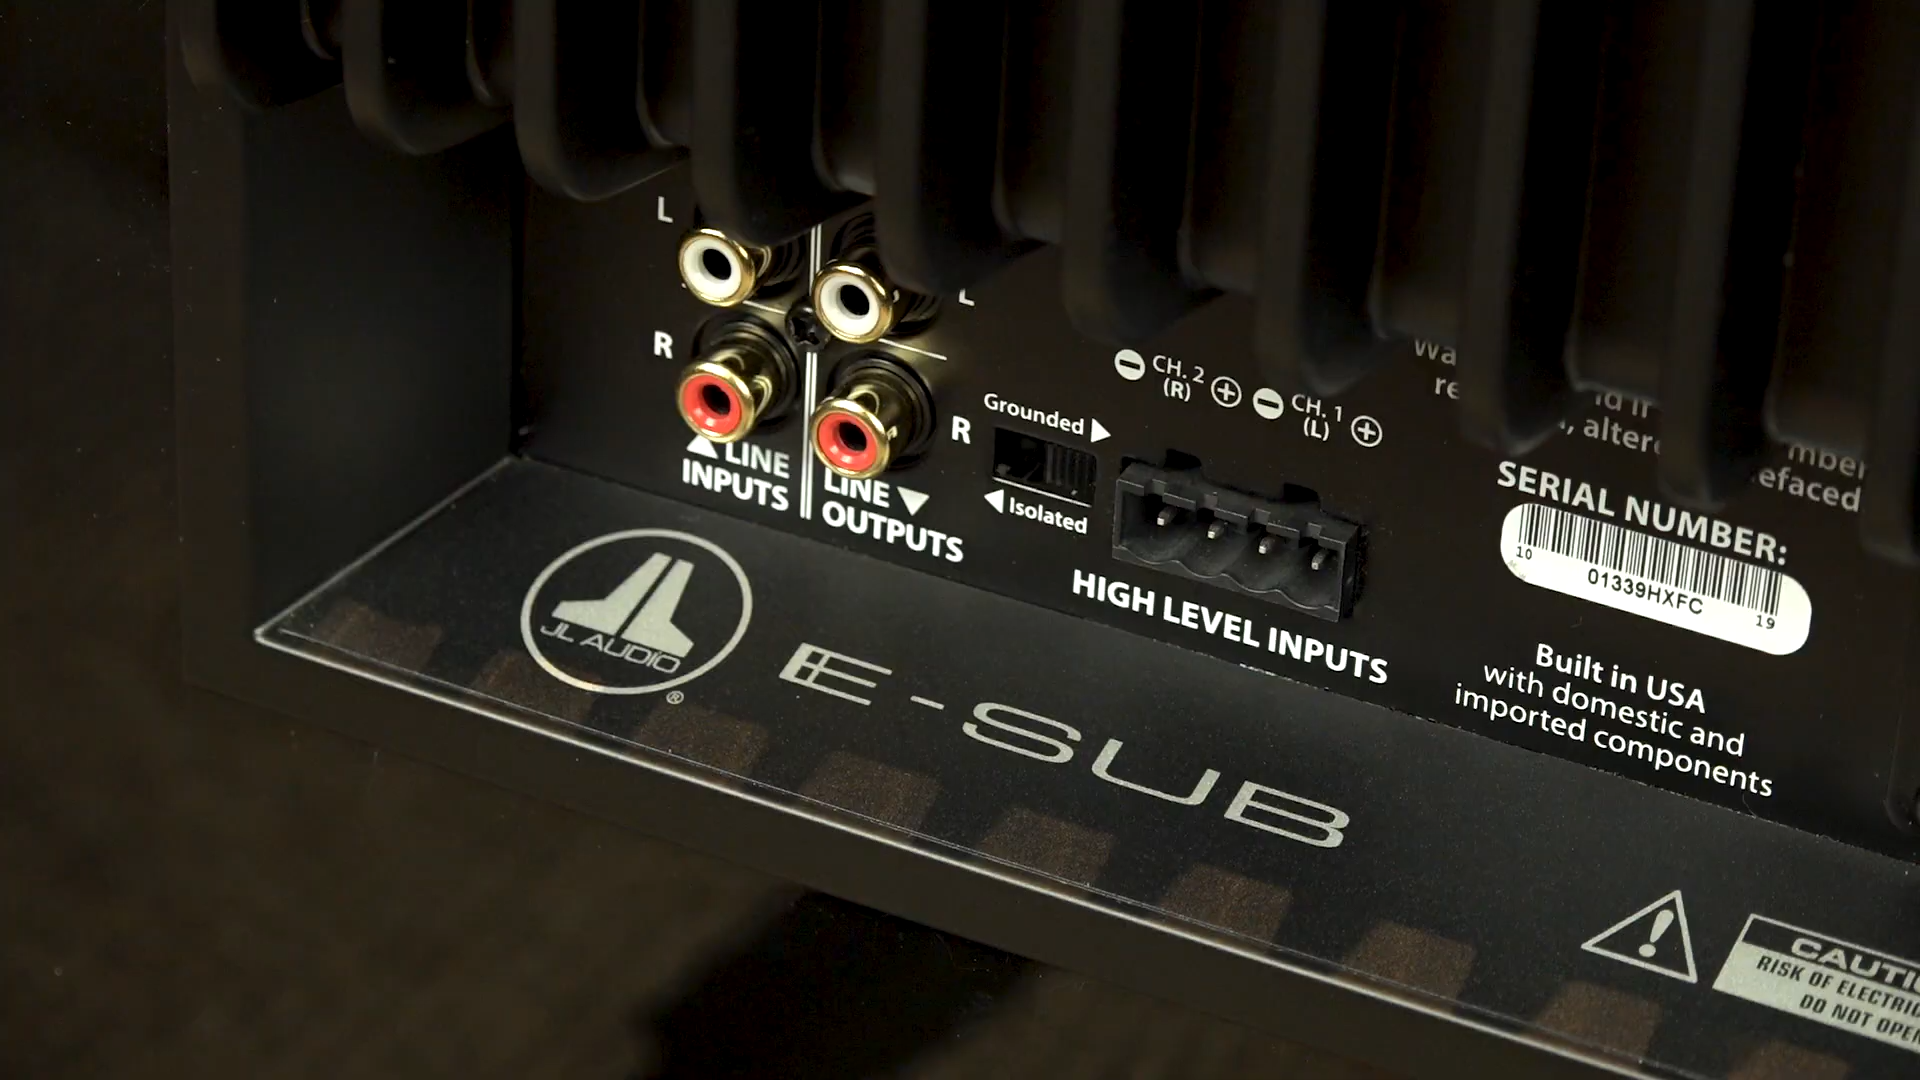 L
L
R
R
LINE
INPUTS
LINE
OUTPUTS
Grounded
Isolated
CH. 2
(R)
CH. 1
(L)
HIGH LEVEL INPUTS
SERIAL NUMBER:
10
01339HXFC
19
Built in USA
with domestic and
imported components
JL AUDIO
®
E-SUB
RISK OF ELECTRIC
DO NOT OPEN